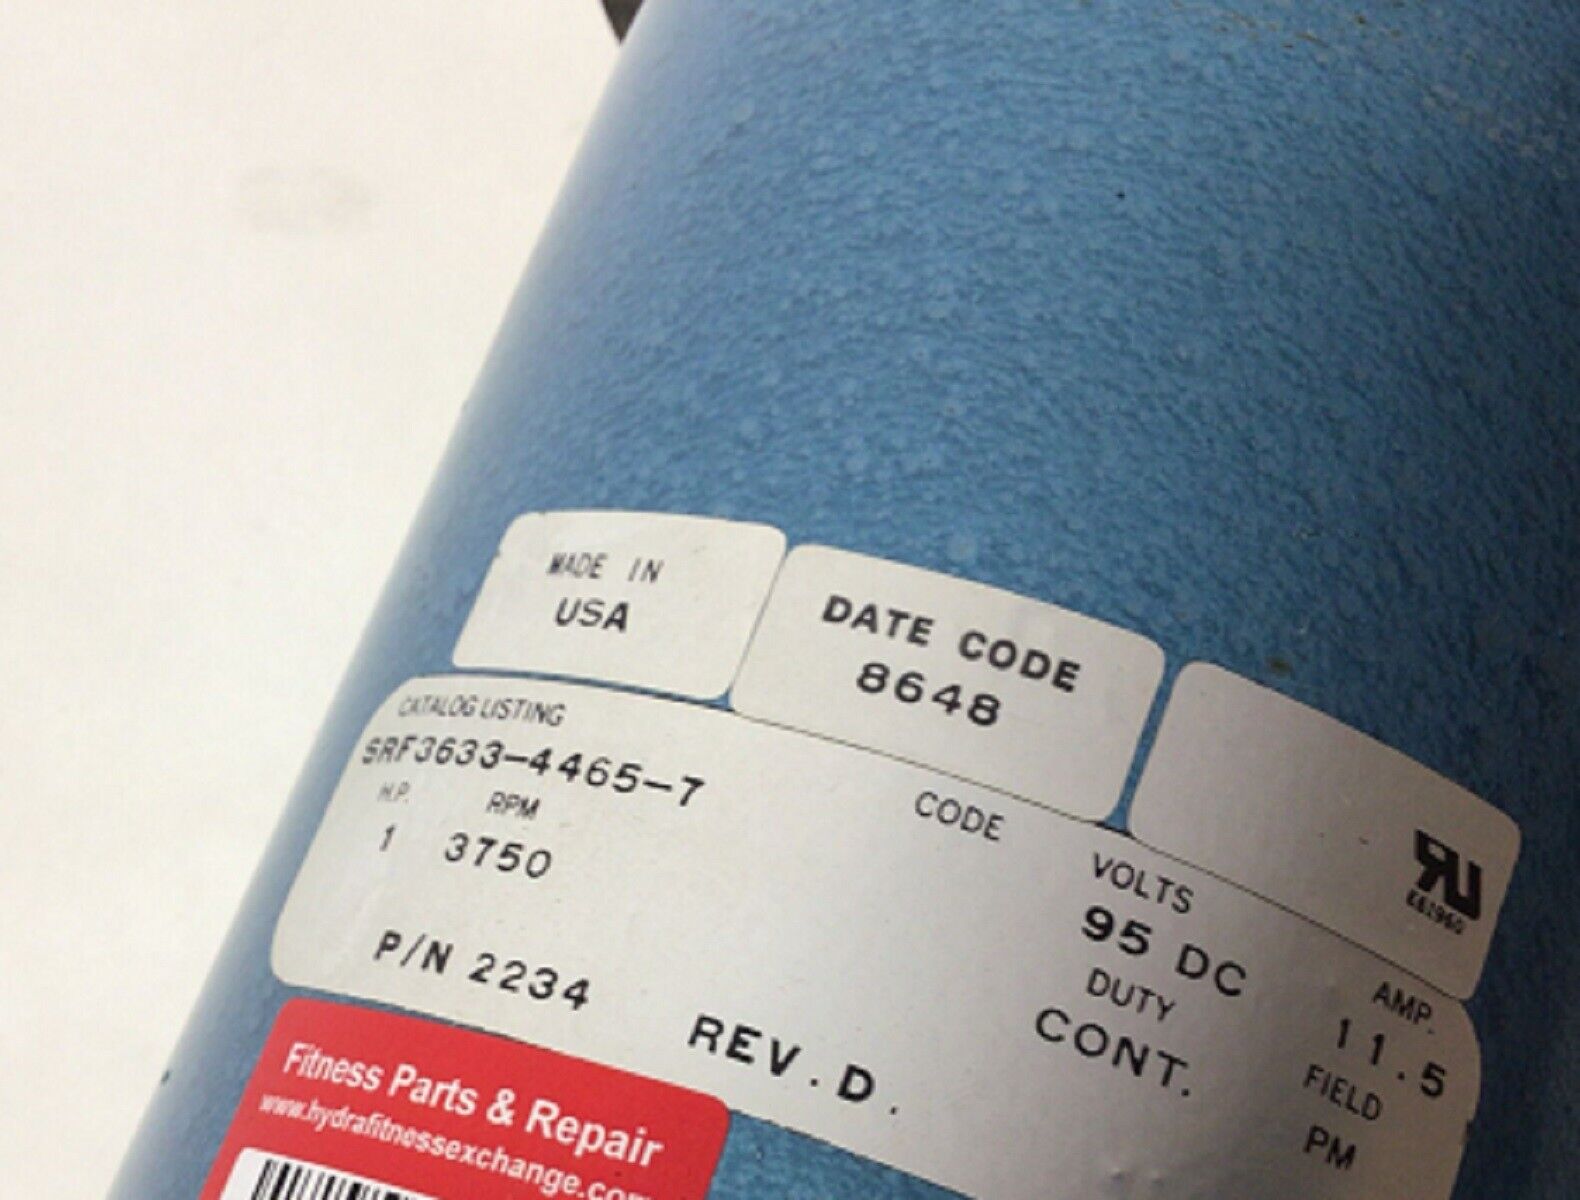 MADE IN
USA
DATE CODE
8648
CATALOG LISTING
SRF3633-4465-7
CODE
H.P.
RPM
1
3750
VOLTS
95 DC
AMP.
11.5
DUTY
CONT.
FIELD
PM
P/N 2234
REV. D.
Fitness Parts & Repair
www.hydrafitnessexchange.com